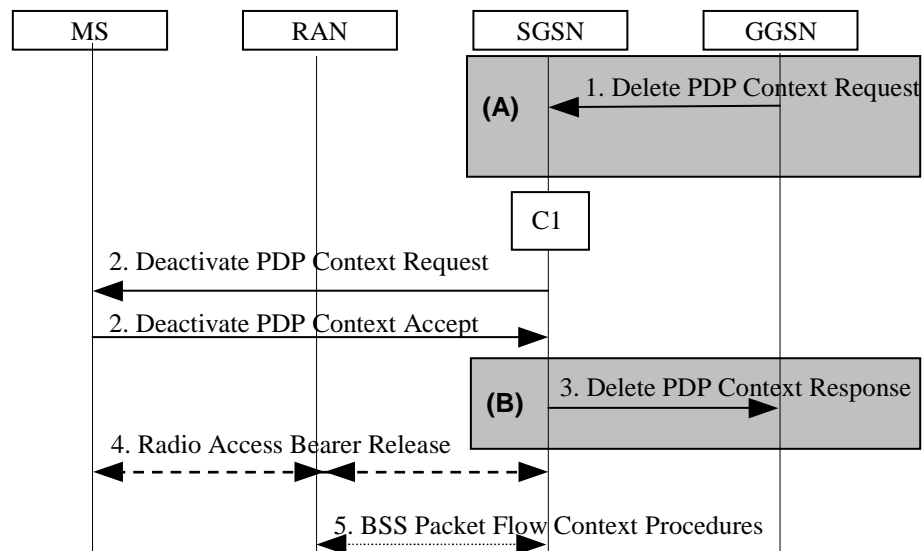 MS RAN SGSN GGSN
1. Delete PDP Context Request
(A)
C1
2. Deactivate PDP Context Request
2. Deactivate PDP Context Accept
3. Delete PDP Context Response
(B)
4. Radio Access Bearer Release
5. BSS Packet Flow Context Procedures